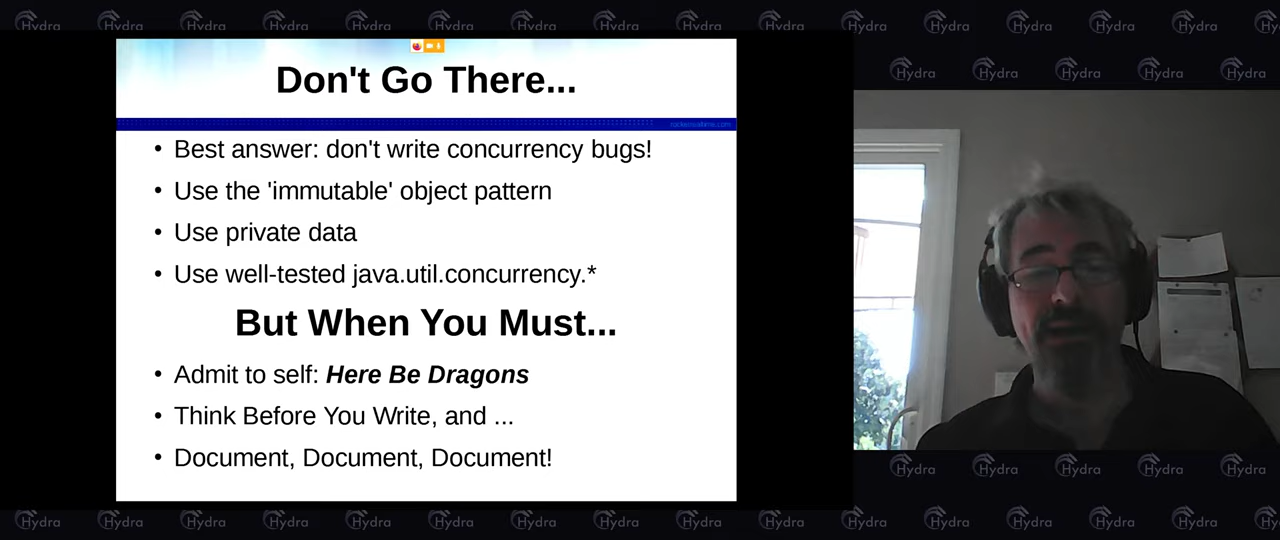 Don't Go There...
rocketrealtime.com
• Best answer: don't write concurrency bugs!
• Use the 'immutable' object pattern
• Use private data
• Use well-tested java.util.concurrency.*
But When You Must...
• Admit to self: Here Be Dragons
• Think Before You Write, and ...
• Document, Document, Document!
Hydra